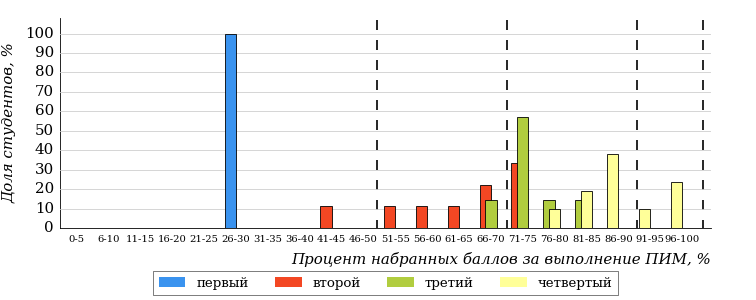 Доля студентов, %
100
90
80
70
60
50
40
30
20
10
0
0-5 6-10 11-15 16-20 21-25 26-30 31-35 36-40 41-45 46-50 51-55 56-60 61-65 66-70 71-75 76-80 81-85 86-90 91-95 96-100
Процент набранных баллов за выполнение ПИМ, %
первый второй третий четвертый